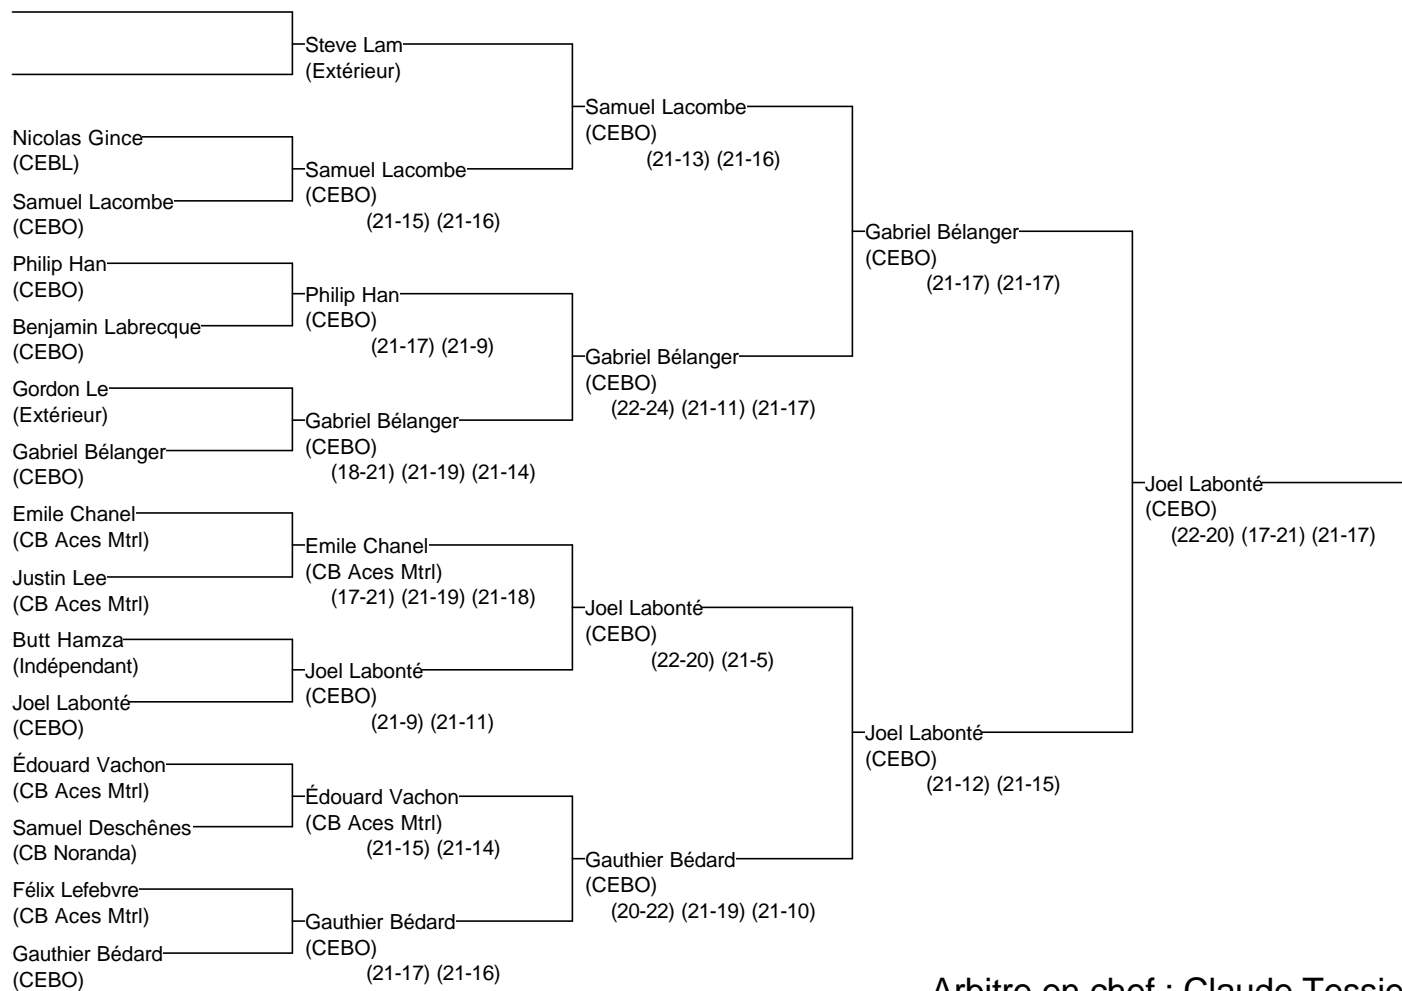 Steve Lam
(Extérieur)
Samuel Lacombe
(CEBO)
(21-13) (21-16)
Nicolas Gince
(CEBL)
Samuel Lacombe
(CEBO)
(21-15) (21-16)
Samuel Lacombe
(CEBO)
Gabriel Bélanger
(CEBO)
(21-17) (21-17)
Philip Han
(CEBO)
Philip Han
(CEBO)
(21-17) (21-9)
Benjamin Labrecque
(CEBO)
Gabriel Bélanger
(CEBO)
(22-24) (21-11) (21-17)
Gordon Le
(Extérieur)
Gabriel Bélanger
(CEBO)
(18-21) (21-19) (21-14)
Gabriel Bélanger
(CEBO)
Joel Labonté
(CEBO)
(22-20) (17-21) (21-17)
Emile Chanel
(CB Aces Mtrl)
Emile Chanel
(CB Aces Mtrl)
(17-21) (21-19) (21-18)
Justin Lee
(CB Aces Mtrl)
Joel Labonté
(CEBO)
(22-20) (21-5)
Butt Hamza
(Indépendant)
Joel Labonté
(CEBO)
(21-9) (21-11)
Joel Labonté
(CEBO)
Joel Labonté
(CEBO)
(21-12) (21-15)
Édouard Vachon
(CB Aces Mtrl)
Édouard Vachon
(CB Aces Mtrl)
(21-15) (21-14)
Samuel Deschênes
(CB Noranda)
Gauthier Bédard
(CEBO)
(20-22) (21-19) (21-10)
Félix Lefebvre
(CB Aces Mtrl)
Gauthier Bédard
(CEBO)
(21-17) (21-16)
Gauthier Bédard
(CEBO)
Arbitre en chef : Claude